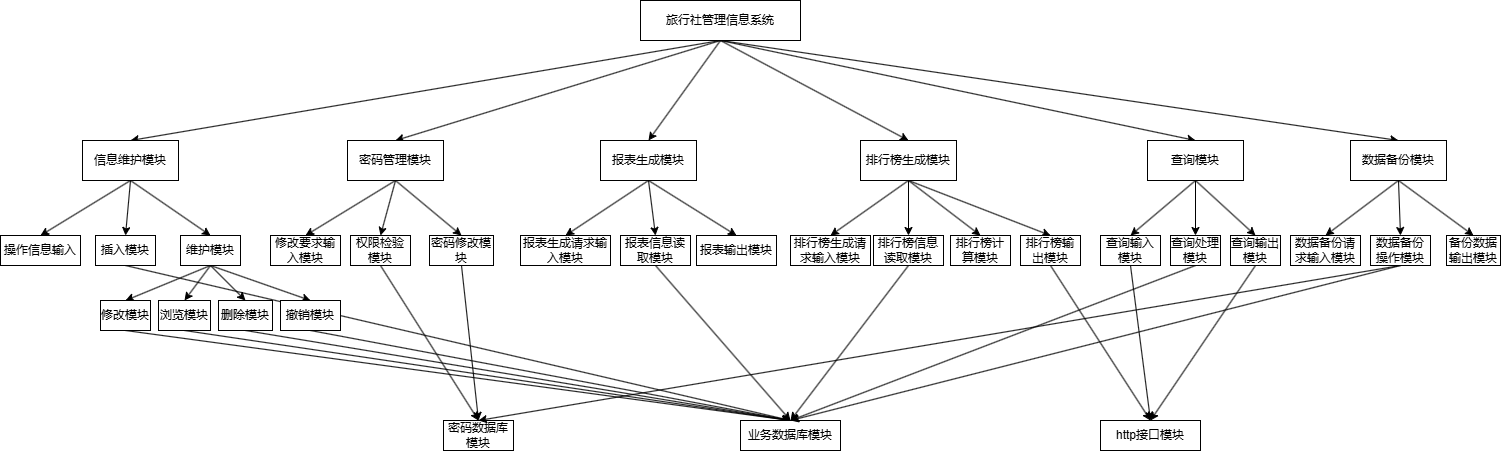 旅行社管理信息系统
信息维护模块
密码管理模块
报表生成模块
排行榜生成模块
查询模块
数据备份模块
操作信息输入
插入模块
维护模块
修改要求输
入模块
权限检验
模块
密码修改模
块
报表生成请求输
入模块
报表信息读
取模块
报表输出模块
排行榜生成请
求输入模块
排行榜信息
读取模块
排行榜计
算模块
排行榜输
出模块
查询输入
模块
查询处理
模块
查询输出
模块
数据备份请
求输入模块
数据备份
操作模块
备份数据
输出模块
修改模块
浏览模块
删除模块
撤销模块
密码数据库
模块
业务数据库模块
http接口模块